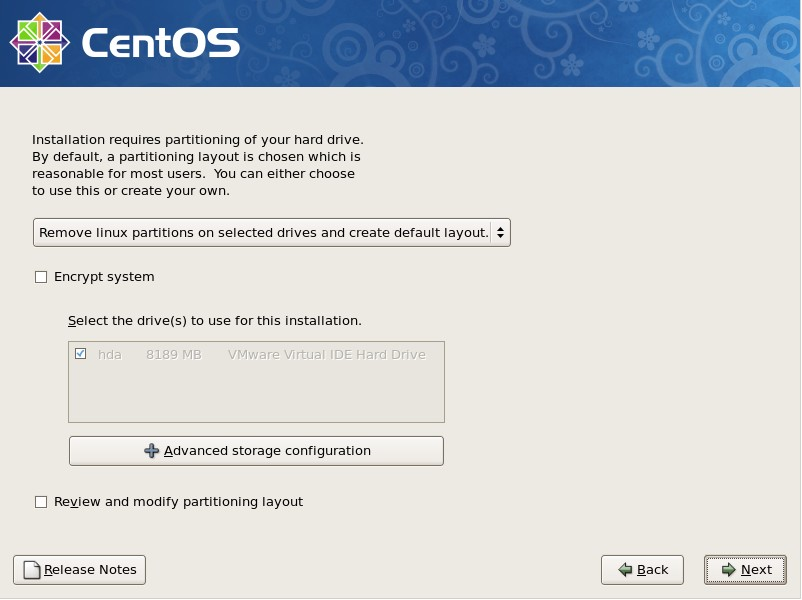 CentOS
Installation requires partitioning of your hard drive.
By default, a partitioning layout is chosen which is
reasonable for most users.  You can either choose
to use this or create your own.
Remove linux partitions on selected drives and create default layout.
Encrypt system
Select the drive(s) to use for this installation.
hda 8189 MB VMware Virtual IDE Hard Drive
Advanced storage configuration
Review and modify partitioning layout
Release Notes Back Next